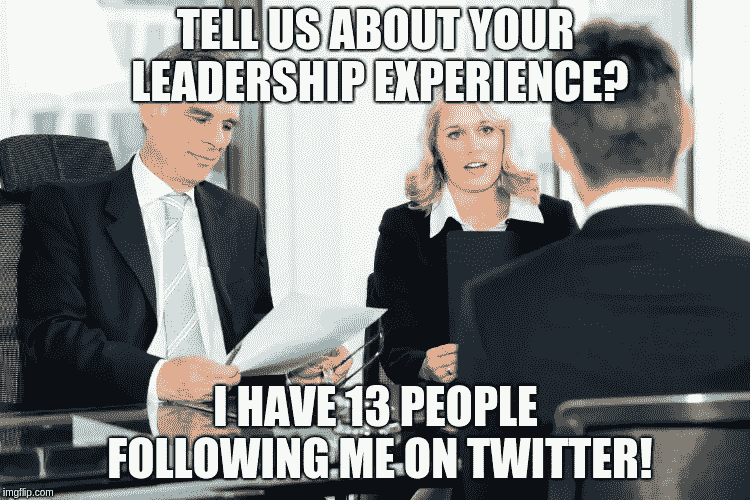 TELL US ABOUT YOUR
LEADERSHIP EXPERIENCE?
I HAVE 13 PEOPLE
FOLLOWING ME ON TWITTER!
imgflip.com